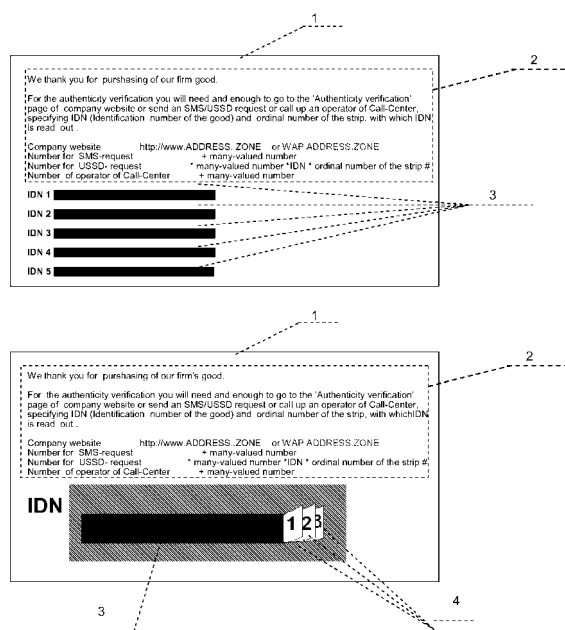 1
2
We thank you for purshasing of our firm good.
For the authenticity verification you will need and enough to go to the 'Authenticity verification'
page of company website or send an SMS/USSD request or call up an operator of Call-Center,
specifying IDN (Identification number of the good) and ordinal number of the strip, with which IDN
is read out .
Company website http://www.ADDRESS. ZONE or WAP ADDRESS.ZONE
Number for SMS-request + many-valued number
Number for USSD- request * many-valued number *IDN * ordinal number of the strip #
Number of operator of Call-Center + many-valued number
3
IDN 1
IDN 2
IDN 3
IDN 4
IDN 5
1
2
We thank you for purshasing of our firm's good.
For the authenticity verification you will need and enough to go to the 'Authenticity verification'
page of company website or send an SMS/USSD request or call up an operator of Call-Center,
specifying IDN (Identification number of the good) and ordinal number of the strip, with whichIDN
is read out .
Company website http://www.ADDRESS..ZONE or WAP ADDRESS.ZONE
Number for SMS-request + many-valued number
Number for USSD- request * many-valued number *IDN * ordinal number of the strip #
Number of operator of Call-Center + many-valued number
IDN
1 2 3
3
4